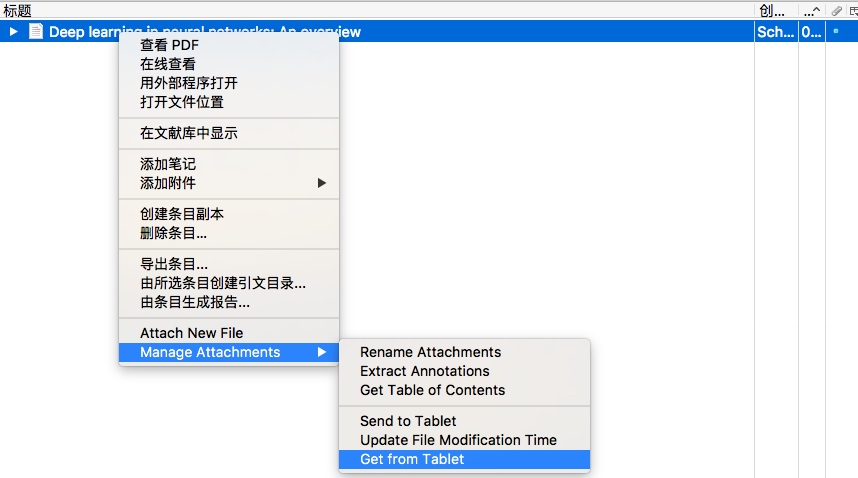 标题 创... ...^
Deep learning in neural networks: An overview Sch... 0...
查看 PDF
在线查看
用外部程序打开
打开文件位置
在文献库中显示
添加笔记
添加附件
创建条目副本
删除条目...
导出条目...
由所选条目创建引文目录...
由条目生成报告...
Attach New File
Manage Attachments
Rename Attachments
Extract Annotations
Get Table of Contents
Send to Tablet
Update File Modification Time
Get from Tablet